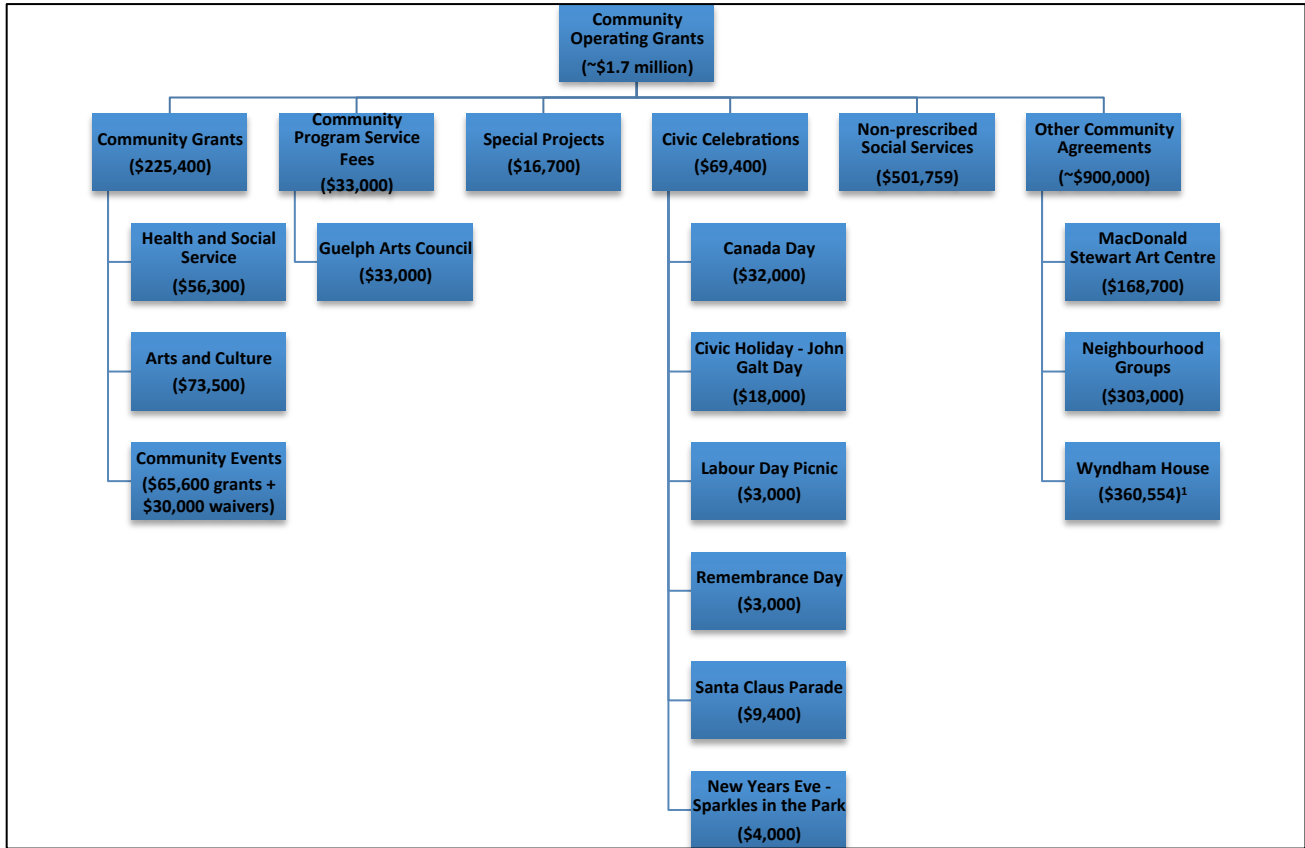 Community
Operating Grants
(~$1.7 million)
Community Grants
($225,400)
Community
Program Service
Fees
($33,000)
Special Projects
($16,700)
Civic Celebrations
($69,400)
Non-prescribed
Social Services
($501,759)
Other Community
Agreements
(~$900,000)
Health and Social
Service
($56,300)
Arts and Culture
($73,500)
Community Events
($65,600 grants +
$30,000 waivers)
Guelph Arts Council
($33,000)
Canada Day
($32,000)
Civic Holiday - John
Galt Day
($18,000)
Labour Day Picnic
($3,000)
Remembrance Day
($3,000)
Santa Claus Parade
($9,400)
New Years Eve -
Sparkles in the Park
($4,000)
MacDonald
Stewart Art Centre
($168,700)
Neighbourhood
Groups
($303,000)
Wyndham House
($360,554)¹